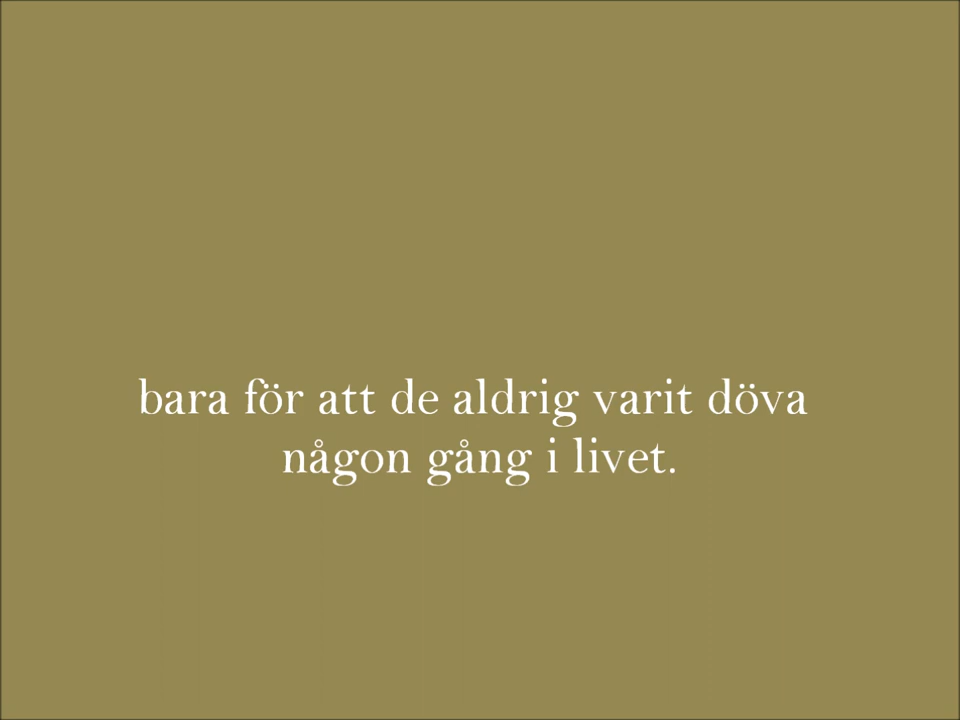 bara för att de aldrig varit döva
någon gång i livet.